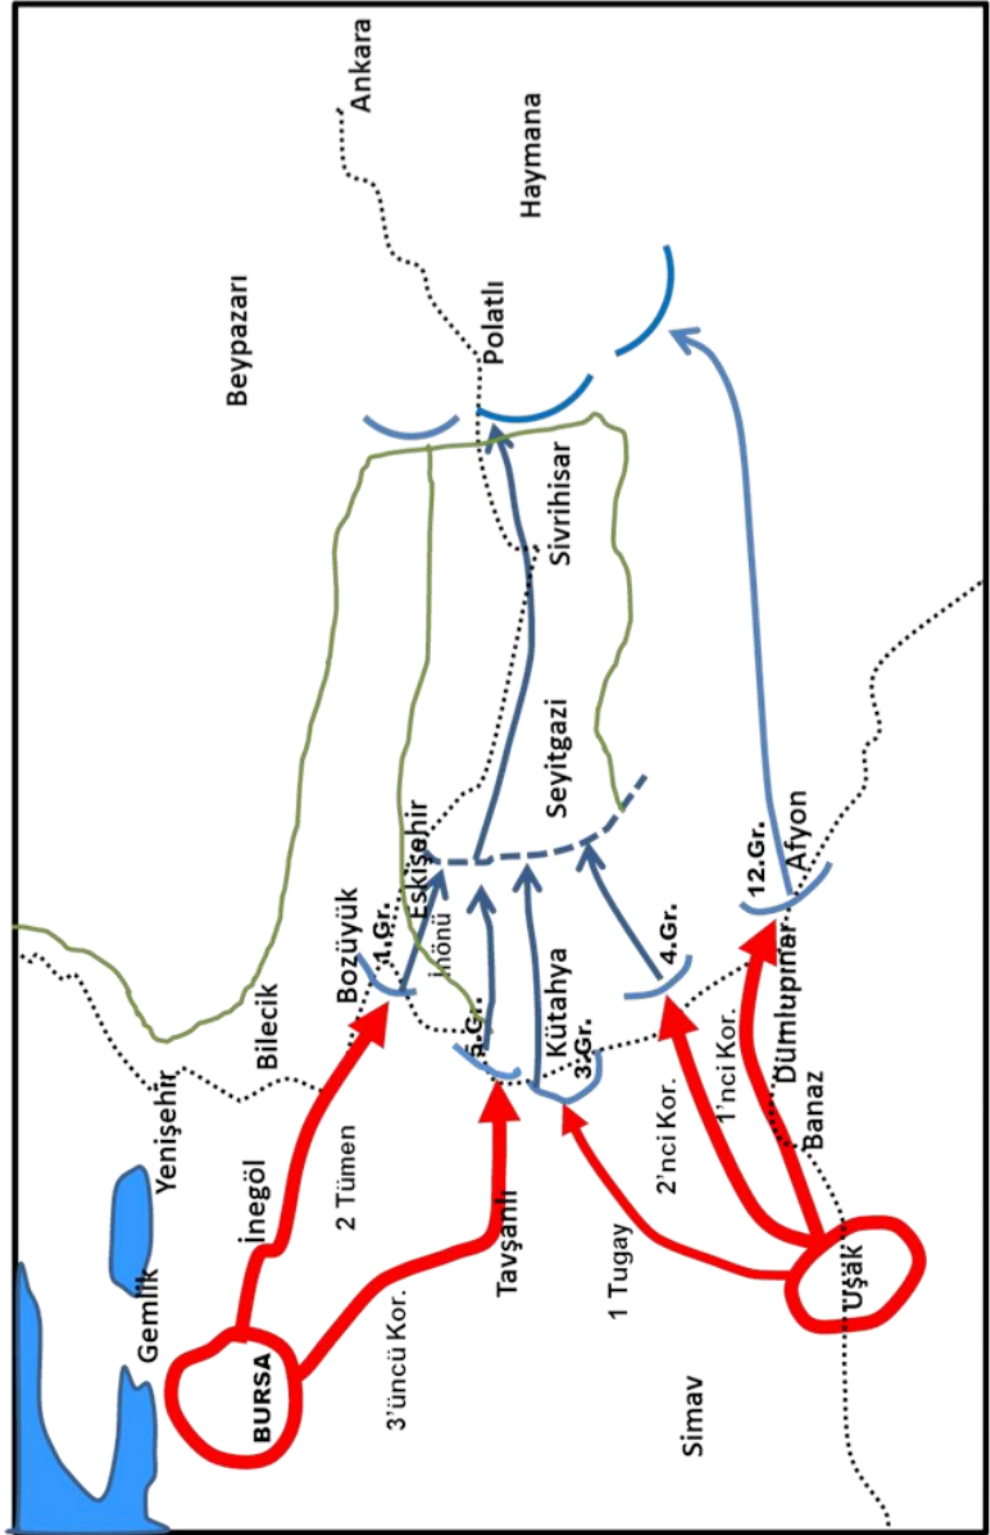 Gemlik
Yenişehir
Bilecik
BURSA
İnegöl
Bozüyük
Beypazarı
Ankara
2 Tümen
1.Gr.
Eskişehir
İnönü
3'üncü Kor.
Tavşanlı
5.Gr.
Kütahya
3.Gr.
Seyitgazi
Sivrihisar
Polatlı
Haymana
1 Tugay
2'nci Kor.
4.Gr.
Simav
1'nci Kor.
12.Gr.
Afyon
Dumlupınar
Banaz
Uşak